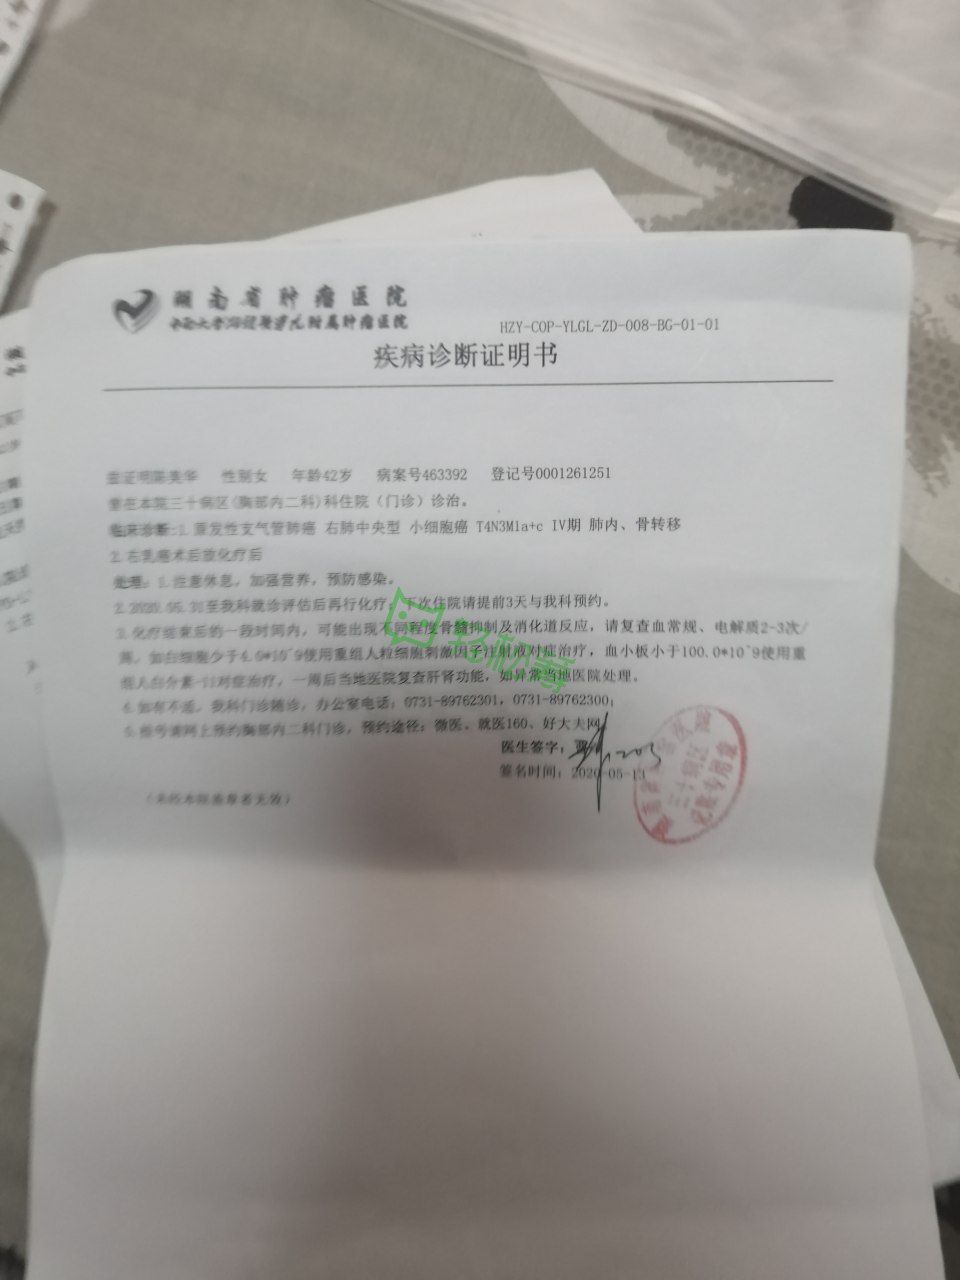 湖南省肿瘤医院
中南大学湘雅医学院附属肿瘤医院
HZY-COP-YLGL-ZD-008-BG-01-01
疾病诊断证明书
兹证明陈美华 性别女 年龄42岁 病案号463392 登记号0001261251
曾在本院三十病区(胸部内二科)科住院（门诊）诊治。
临床诊断:1.原发性支气管肺癌 右肺中央型 小细胞癌 T4N3M1a+c IV期 肺内、骨转移
2.右乳癌术后放化疗后
处理：1.注意休息，加强营养，预防感染。
2.2020.05.31至我科就诊评估后再行化疗，下次住院请提前3天与我科预约。
3.化疗结束后的一段时间内，可能出现不同程度骨髓抑制及消化道反应，请复查血常规、电解质2-3次/
周，如白细胞少于4.0*10^9使用重组人粒细胞刺激因子注射液对症治疗，血小板小于100.0*10^9使用重
组人白介素-11对症治疗，一周后当地医院复查肝肾功能，如异常当地医院处理。
4.如有不适，我科门诊随诊，办公室电话：0731-89762301，0731-89762300；
5.挂号请网上预约胸部内二科门诊，预约途径：微医、就医160、好大夫网
医生签字：
签名时间：2020-05-13
（未经本院盖章者无效）
轻松筹